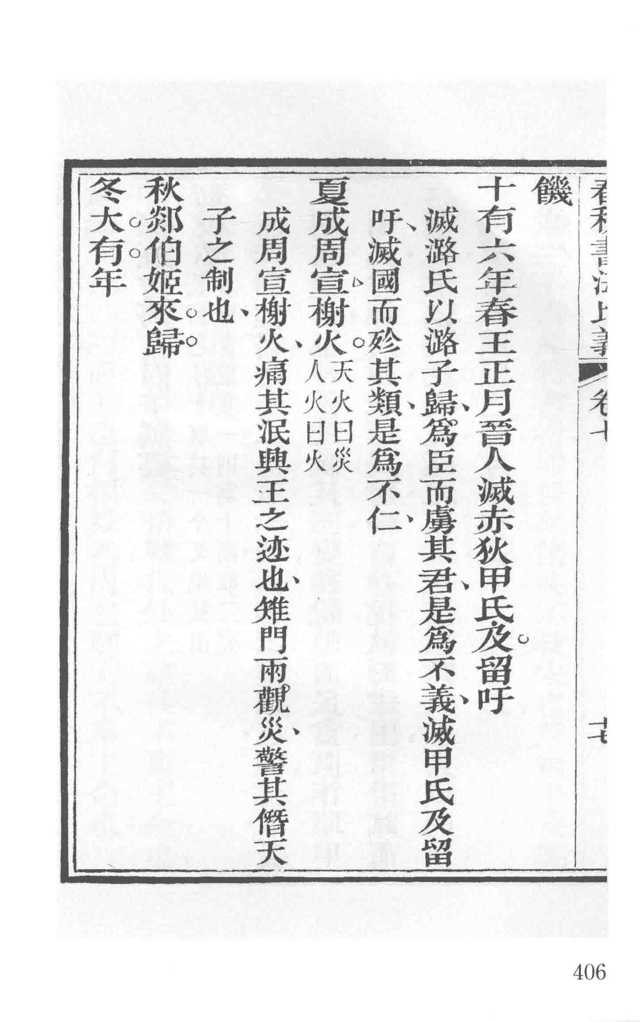 春秋書法比義 卷七 廿七
饑
十有六年春王正月晉人滅赤狄甲氏及留吁
滅潞氏以潞子歸爲臣而虜其君是爲不義滅甲氏及留
吁滅國而殄其類是爲不仁
夏成周宣榭火天火曰災
人火曰火
成周宣榭火痛其泯興王之迹也雉門兩觀災警其僭天
子之制也
秋郯伯姬來歸
冬大有年
406